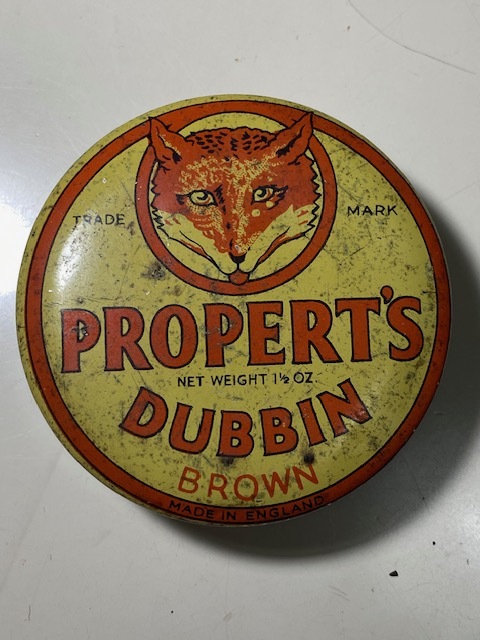 TRADE MARK
PROPERT'S
NET WEIGHT 1½ OZ.
DUBBIN
BROWN
MADE IN ENGLAND